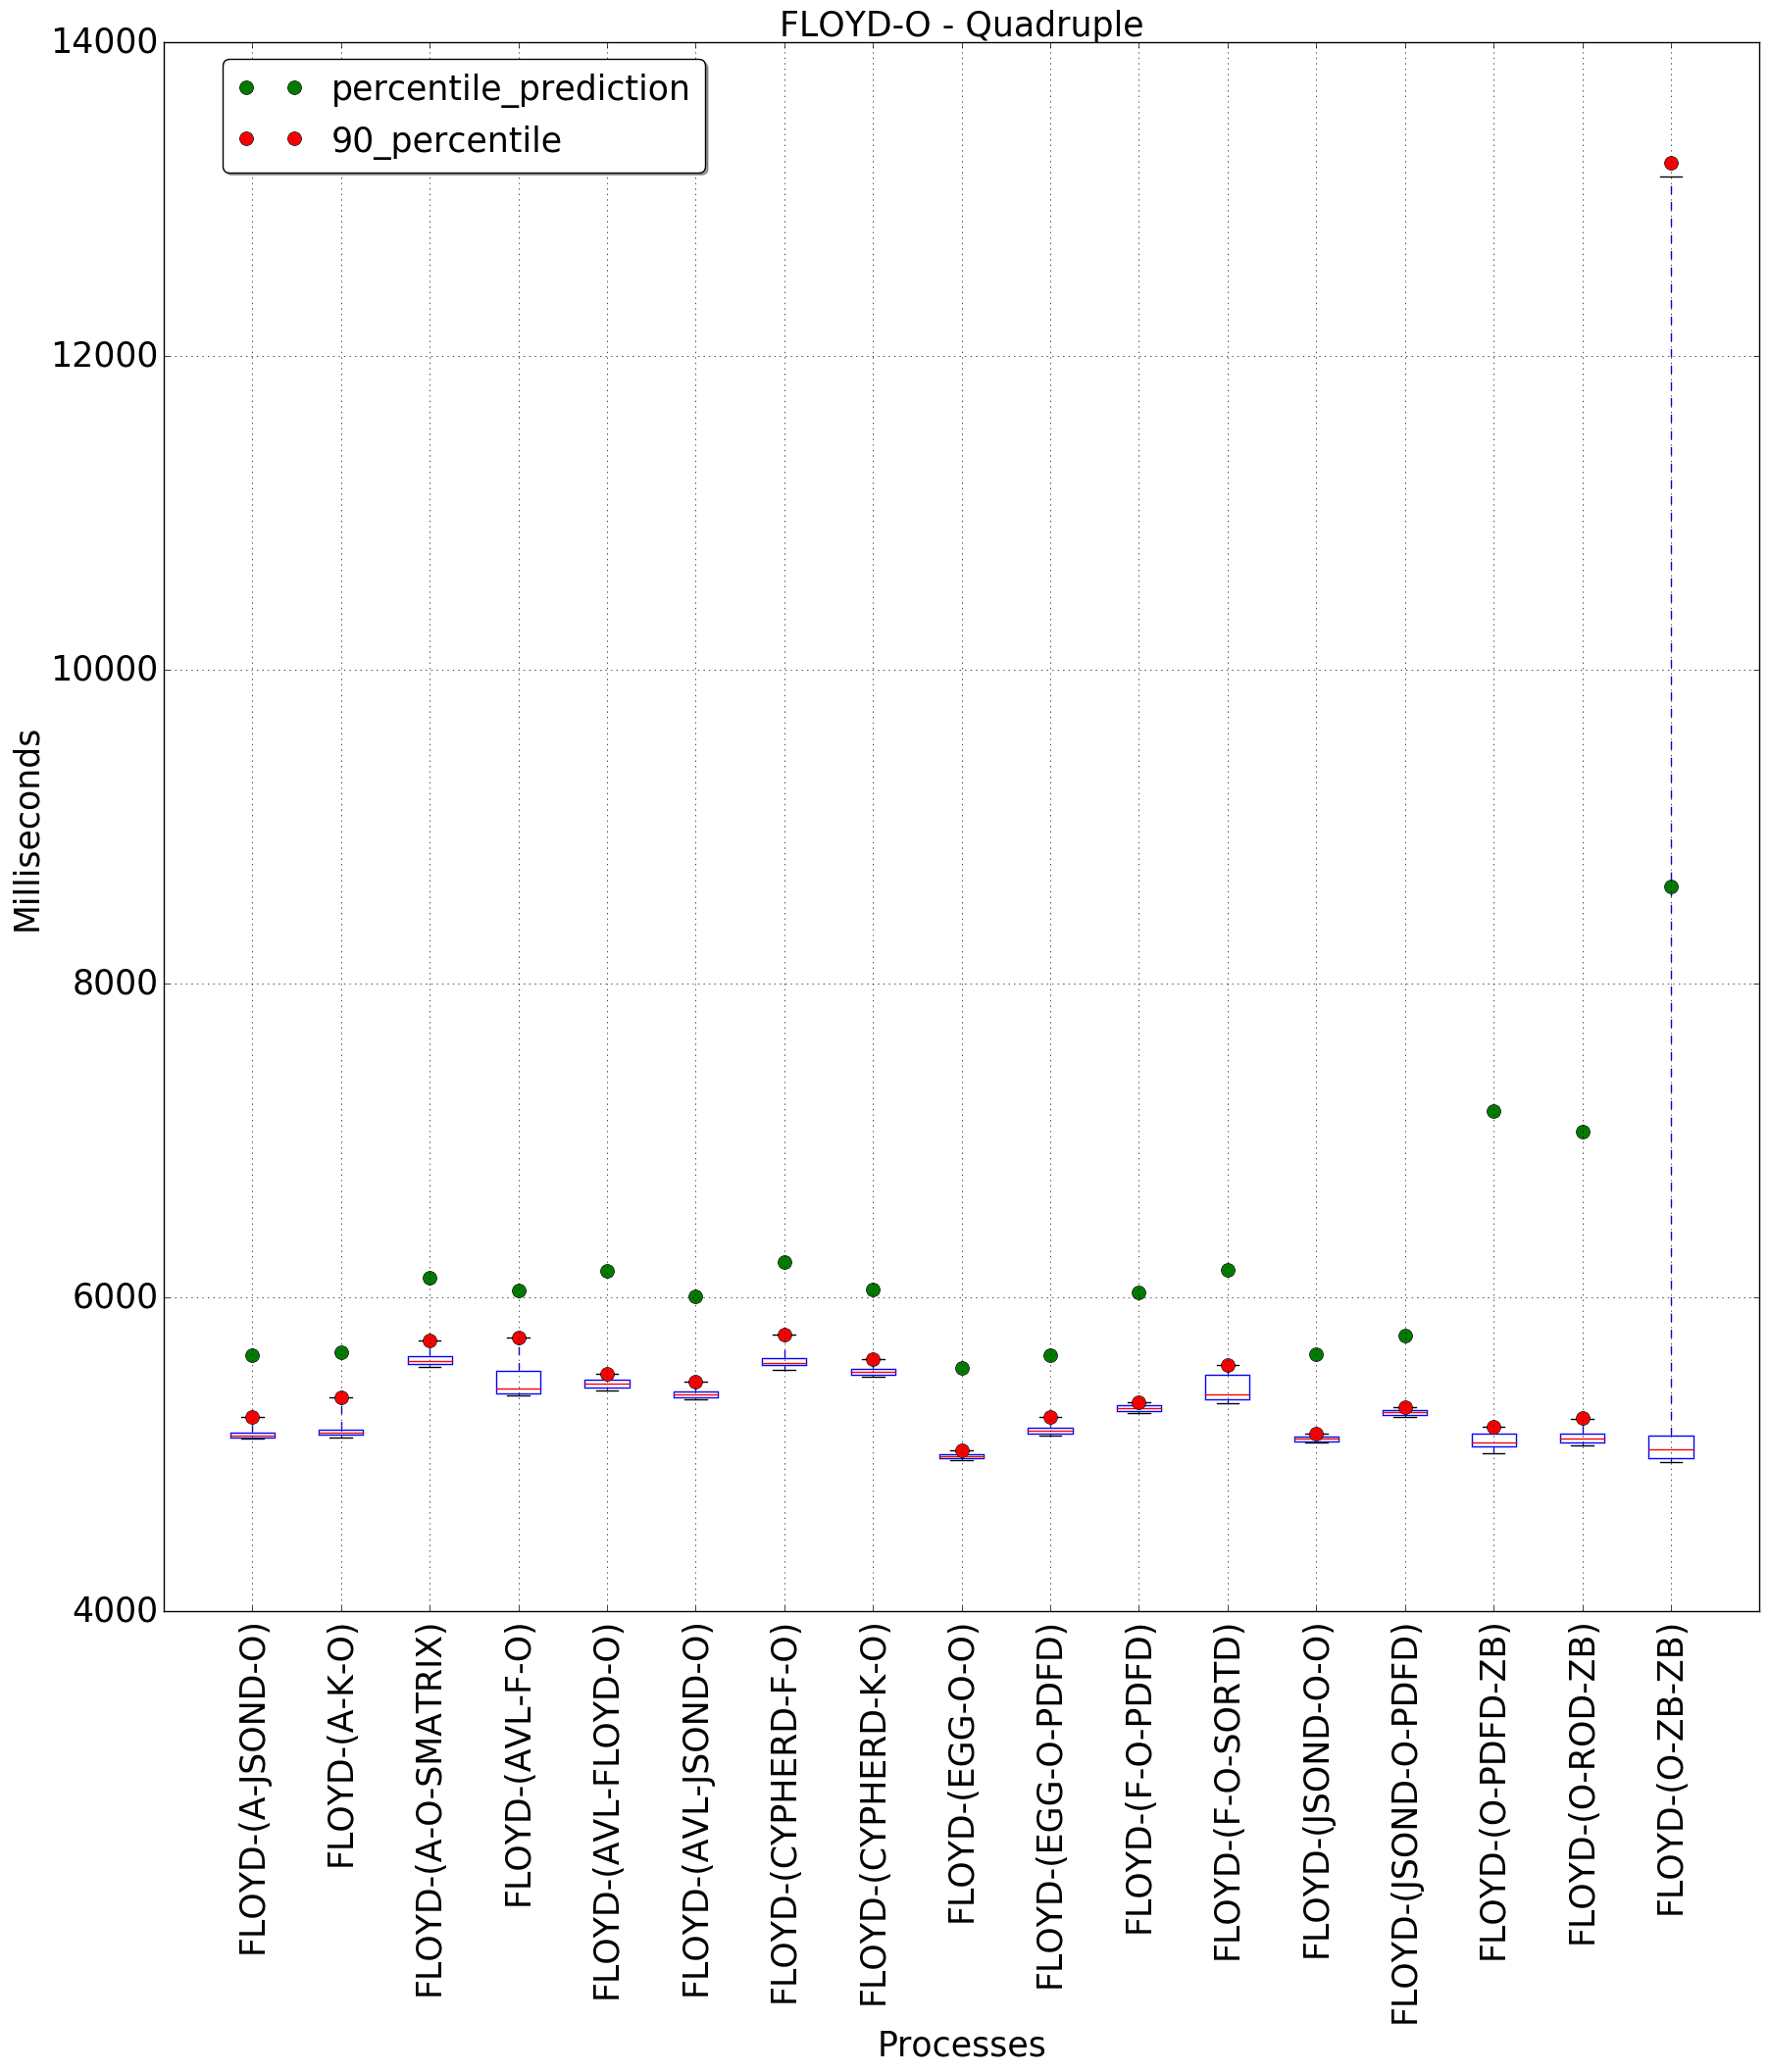 FLOYD-O - Quadruple
percentile_prediction
90_percentile
14000
12000
10000
8000
6000
4000
Milliseconds
FLOYD-(A-JSOND-O)
FLOYD-(A-K-O)
FLOYD-(A-O-SMATRIX)
FLOYD-(AVL-F-O)
FLOYD-(AVL-FLOYD-O)
FLOYD-(AVL-JSOND-O)
FLOYD-(CYPHERD-F-O)
FLOYD-(CYPHERD-K-O)
FLOYD-(EGG-O-O)
FLOYD-(EGG-O-PDFD)
FLOYD-(F-O-PDFD)
FLOYD-(F-O-SORTD)
FLOYD-(JSOND-O-O)
FLOYD-(JSOND-O-PDFD)
FLOYD-(O-PDFD-ZB)
FLOYD-(O-ROD-ZB)
FLOYD-(O-ZB-ZB)
Processes